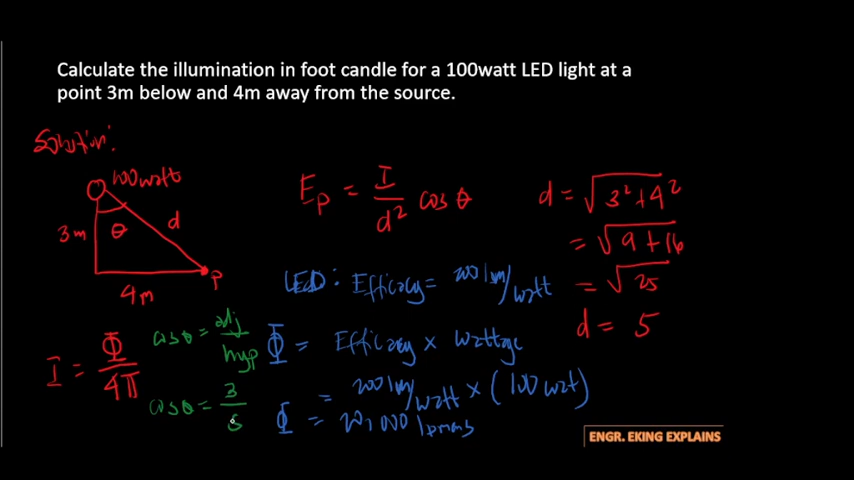 Calculate the illumination in foot candle for a 100watt LED light at a
point 3m below and 4m away from the source.
Solution:
100watt
3m
θ
d
P
4m
E_P = I/d² cos θ
d = √(3² + 4²)
= √(9 + 16)
= √25
d = 5
LED: Efficacy = 200 lm/watt
I = Φ/4π
cos θ = adj/hyp
cos θ = 3/5
Φ = Efficacy × Wattage
= 200 lm/watt × (100 watt)
Φ = 20,000 lumens
ENGR. EKING EXPLAINS